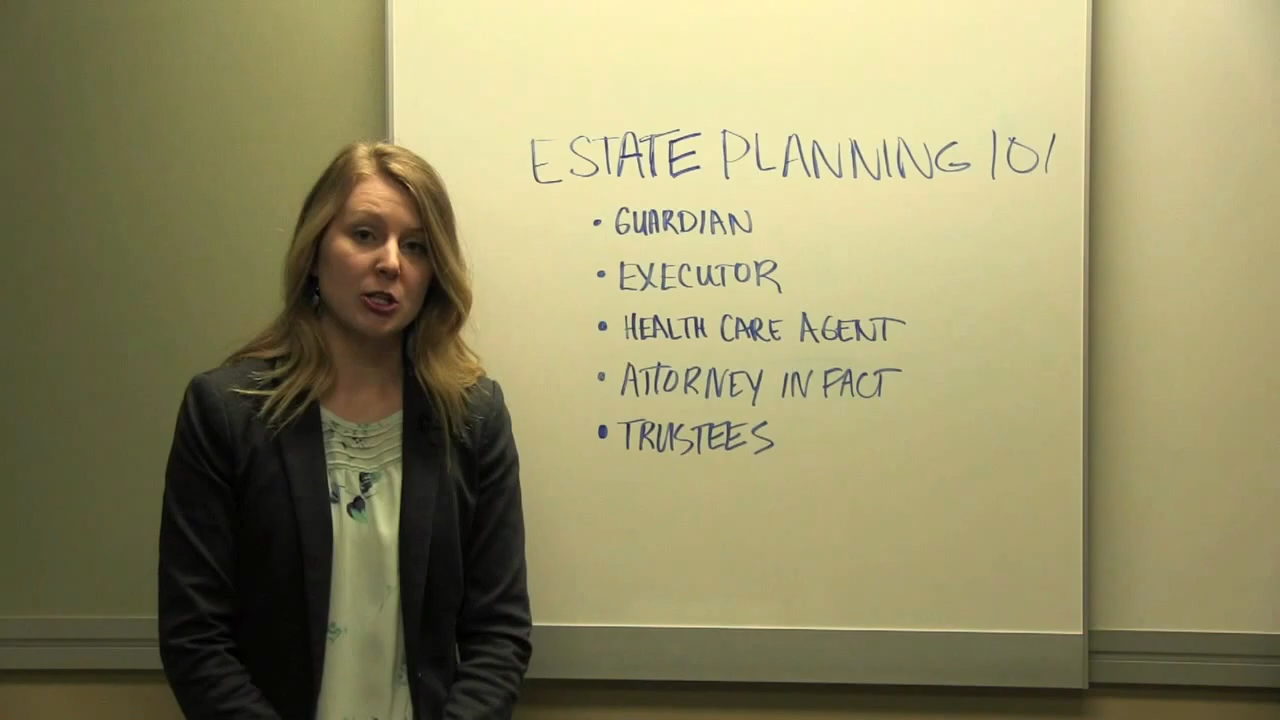 ESTATE PLANNING 101
• GUARDIAN
• EXECUTOR
• HEALTH CARE AGENT
• ATTORNEY IN FACT
• TRUSTEES